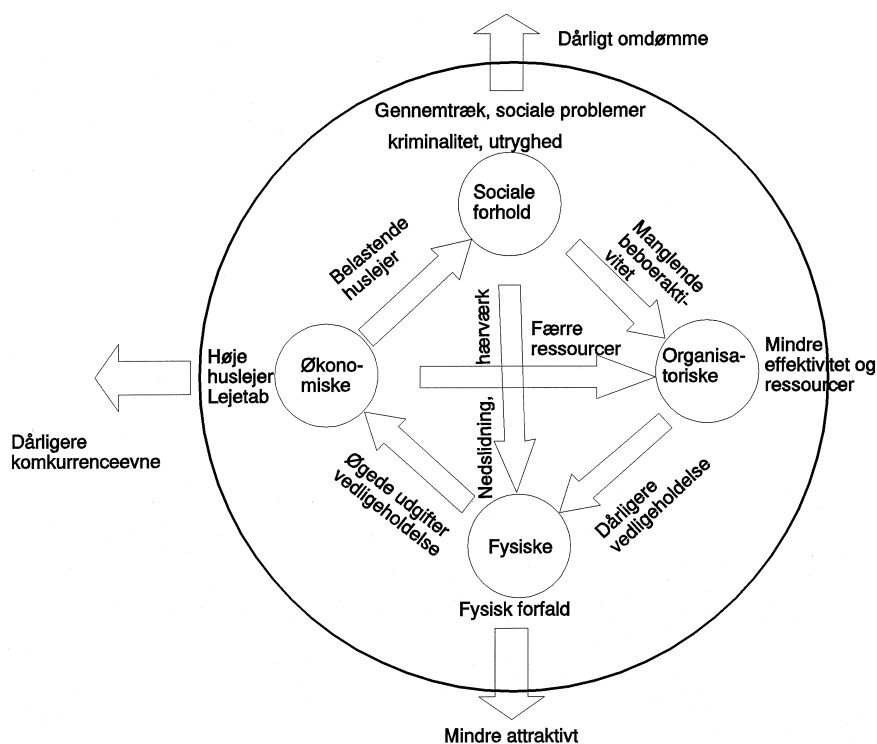 Dårligt omdømme
Gennemtræk, sociale problemer
kriminalitet, utryghed
Sociale
forhold
Belastende
huslejer
Manglende
beboerakti-
vitet
Nedslidning, hærværk
Færre
ressourcer
Høje
huslejer
Lejetab
Økono-
miske
Organisa-
toriske
Mindre
effektivitet og
ressourcer
Dårligere
komkurrenceevne
Øgede udgifter
vedligeholdelse
Dårligere
vedligeholdelse
Fysiske
Fysisk forfald
Mindre attraktivt